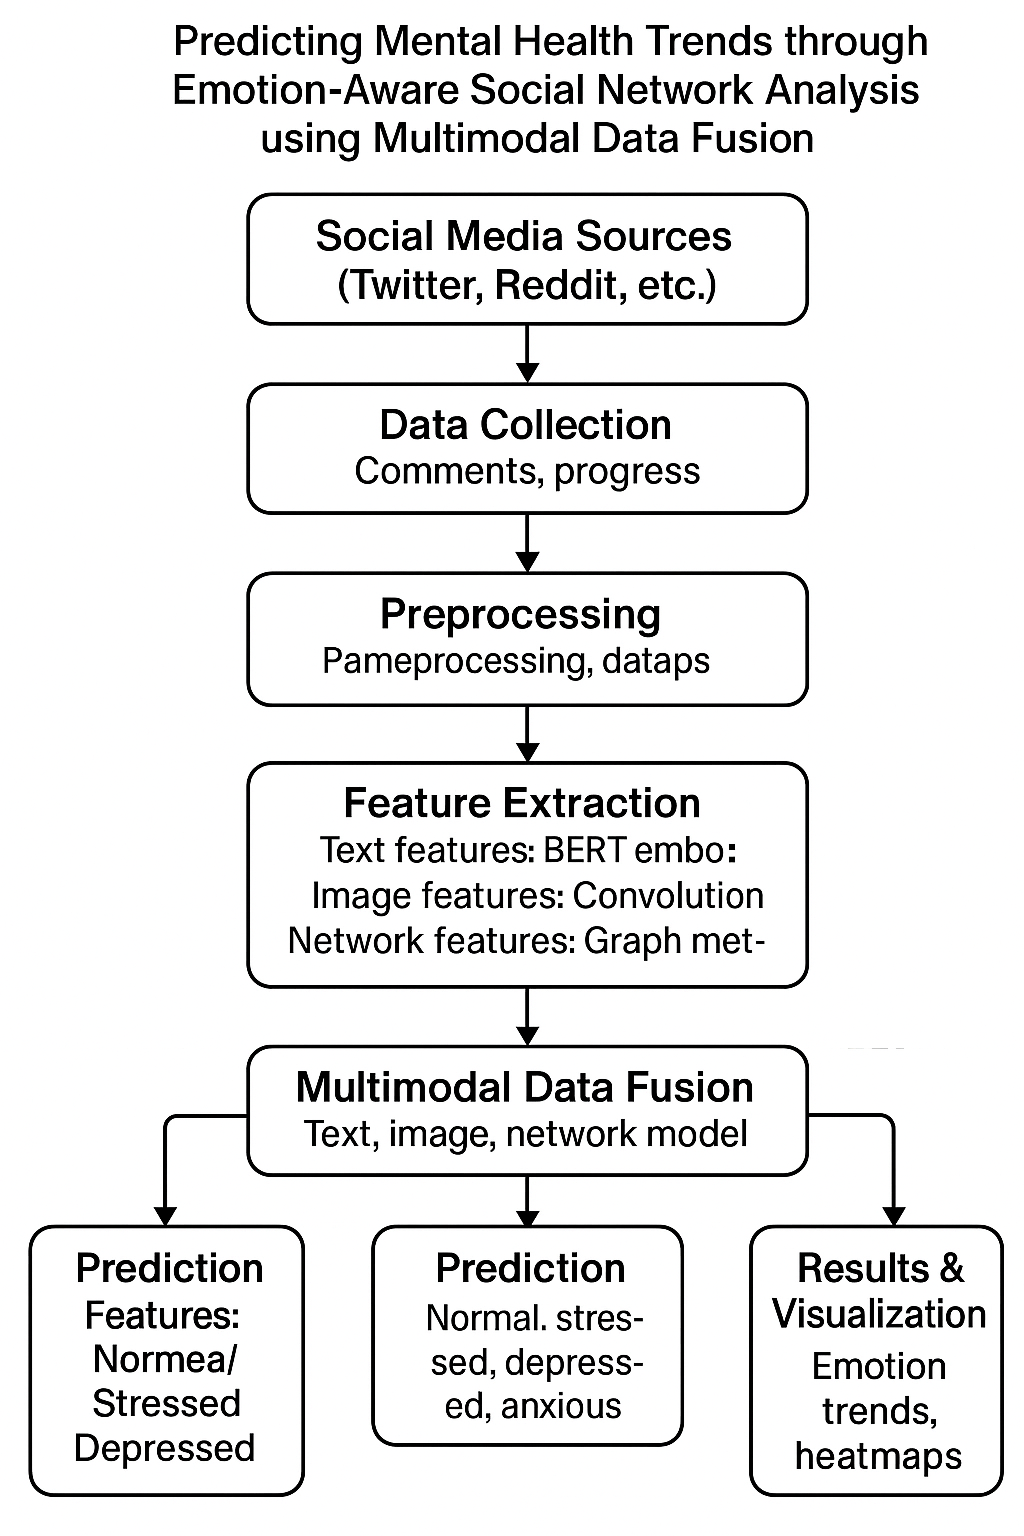 Predicting Mental Health Trends through
Emotion-Aware Social Network Analysis
using Multimodal Data Fusion
Social Media Sources
(Twitter, Reddit, etc.)
Data Collection
Comments, progress
Preprocessing
Pameprocessing, dataps
Feature Extraction
Text features: BERT embo:
Image features: Convolution
Network features: Graph met-
Multimodal Data Fusion
Text, image, network model
Prediction
Features:
Normea/
Stressed
Depressed
Prediction
Normal. stres-
sed, depress-
ed, anxious
Results &
Visualization
Emotion
trends,
heatmaps